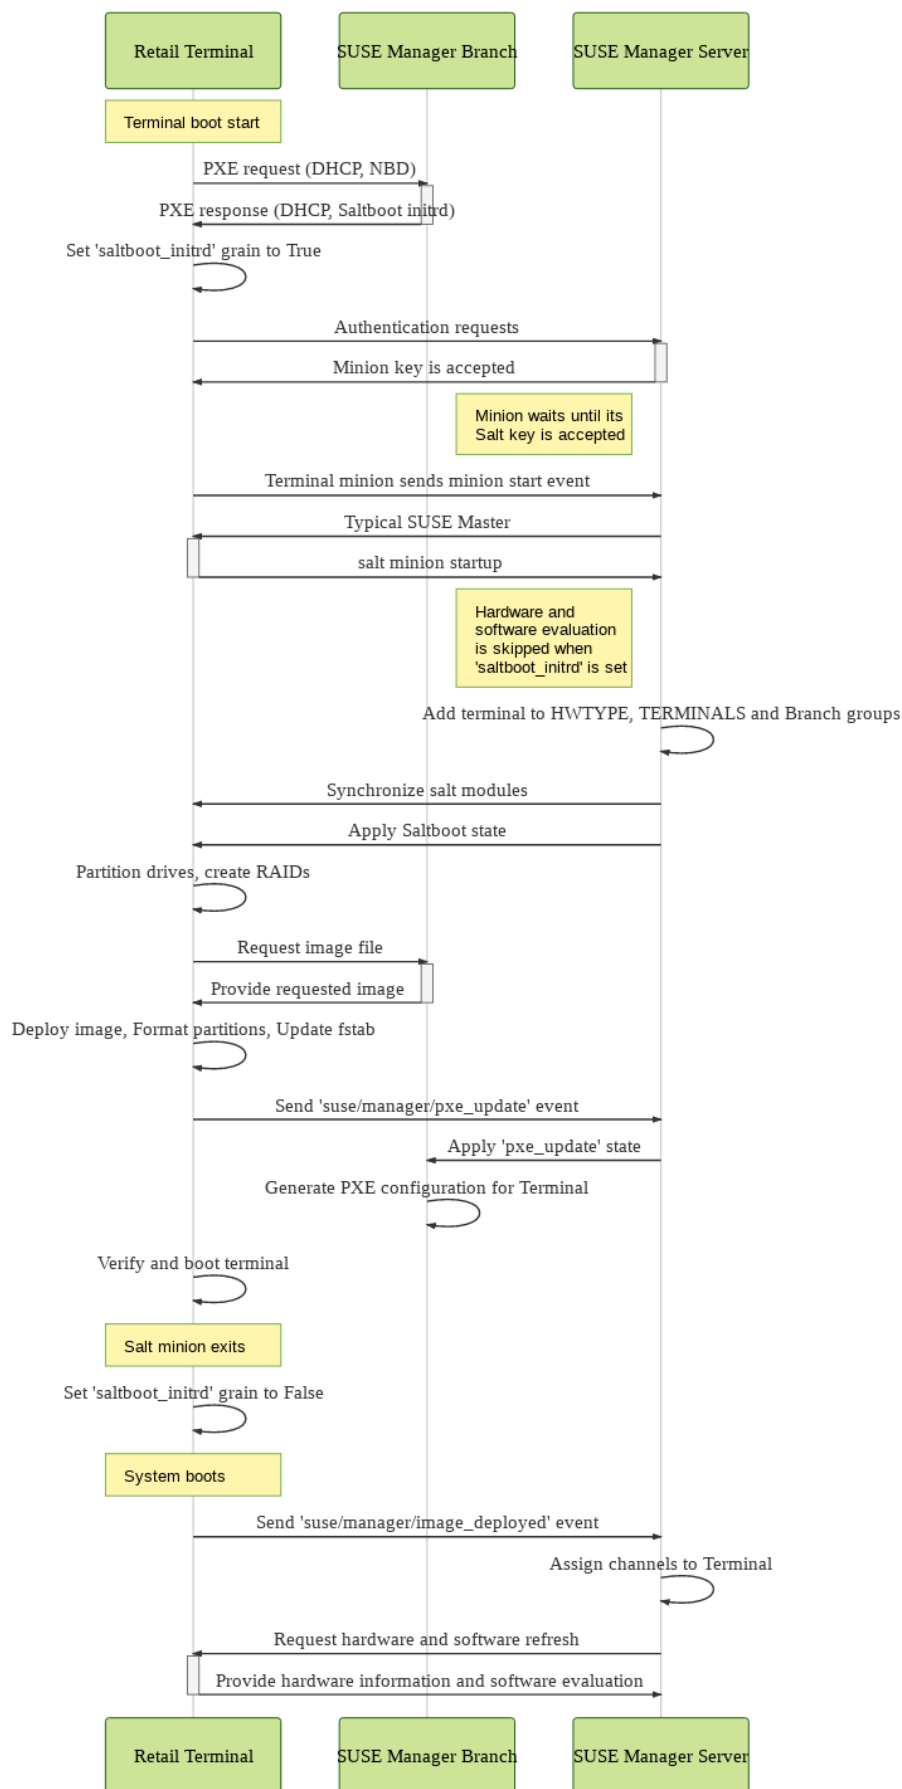 Retail Terminal
SUSE Manager Branch
SUSE Manager Server
Terminal boot start
PXE request (DHCP, NBD)
PXE response (DHCP, Saltboot initrd)
Set 'saltboot_initrd' grain to True
Authentication requests
Minion key is accepted
Minion waits until its
Salt key is accepted
Terminal minion sends minion start event
Typical SUSE Master
salt minion startup
Hardware and
software evaluation
is skipped when
'saltboot_initrd' is set
Add terminal to HWTYPE, TERMINALS and Branch groups
Synchronize salt modules
Apply Saltboot state
Partition drives, create RAIDs
Request image file
Provide requested image
Deploy image, Format partitions, Update fstab
Send 'suse/manager/pxe_update' event
Apply 'pxe_update' state
Generate PXE configuration for Terminal
Verify and boot terminal
Salt minion exits
Set 'saltboot_initrd' grain to False
System boots
Send 'suse/manager/image_deployed' event
Assign channels to Terminal
Request hardware and software refresh
Provide hardware information and software evaluation
Retail Terminal
SUSE Manager Branch
SUSE Manager Server